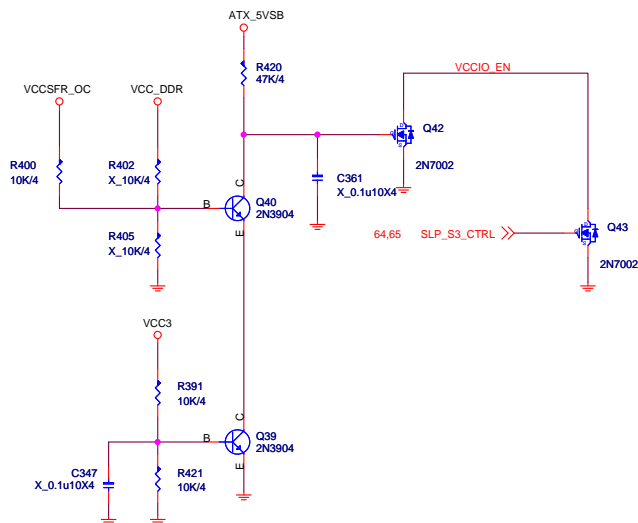 ATX_5VSB
R420
47K/4
VCCSFR_OC
VCC_DDR
VCCIO_EN
Q42
2N7002
R400
10K/4
R402
X_10K/4
C
B
Q40
2N3904
E
C361
X_0.1u10X4
R405
X_10K/4
64,65 SLP_S3_CTRL
Q43
2N7002
VCC3
R391
10K/4
C
B
Q39
2N3904
E
C347
X_0.1u10X4
R421
10K/4